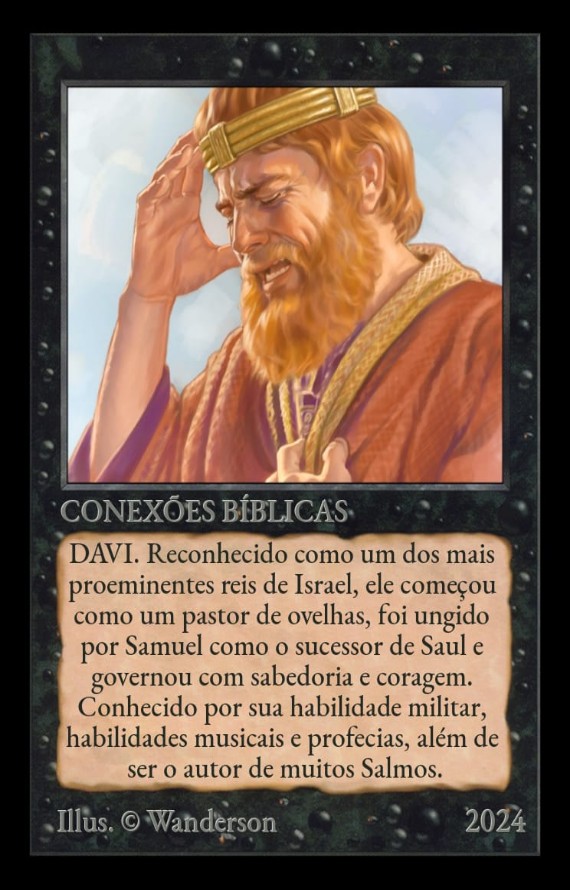 CONEXÕES BÍBLICAS
DAVI. Reconhecido como um dos mais
proeminentes reis de Israel, ele começou
como um pastor de ovelhas, foi ungido
por Samuel como o sucessor de Saul e
governou com sabedoria e coragem.
Conhecido por sua habilidade militar,
habilidades musicais e profecias, além de
ser o autor de muitos Salmos.
Illus. © Wanderson 2024